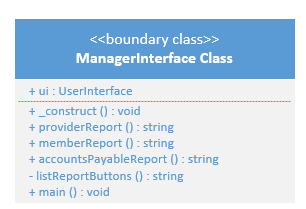 <<boundary class>>
ManagerInterface Class
+ ui : UserInterface
+ _construct () : void
+ providerReport () : string
+ memberReport () : string
+ accountsPayableReport () : string
- listReportButtons () : string
+ main () : void